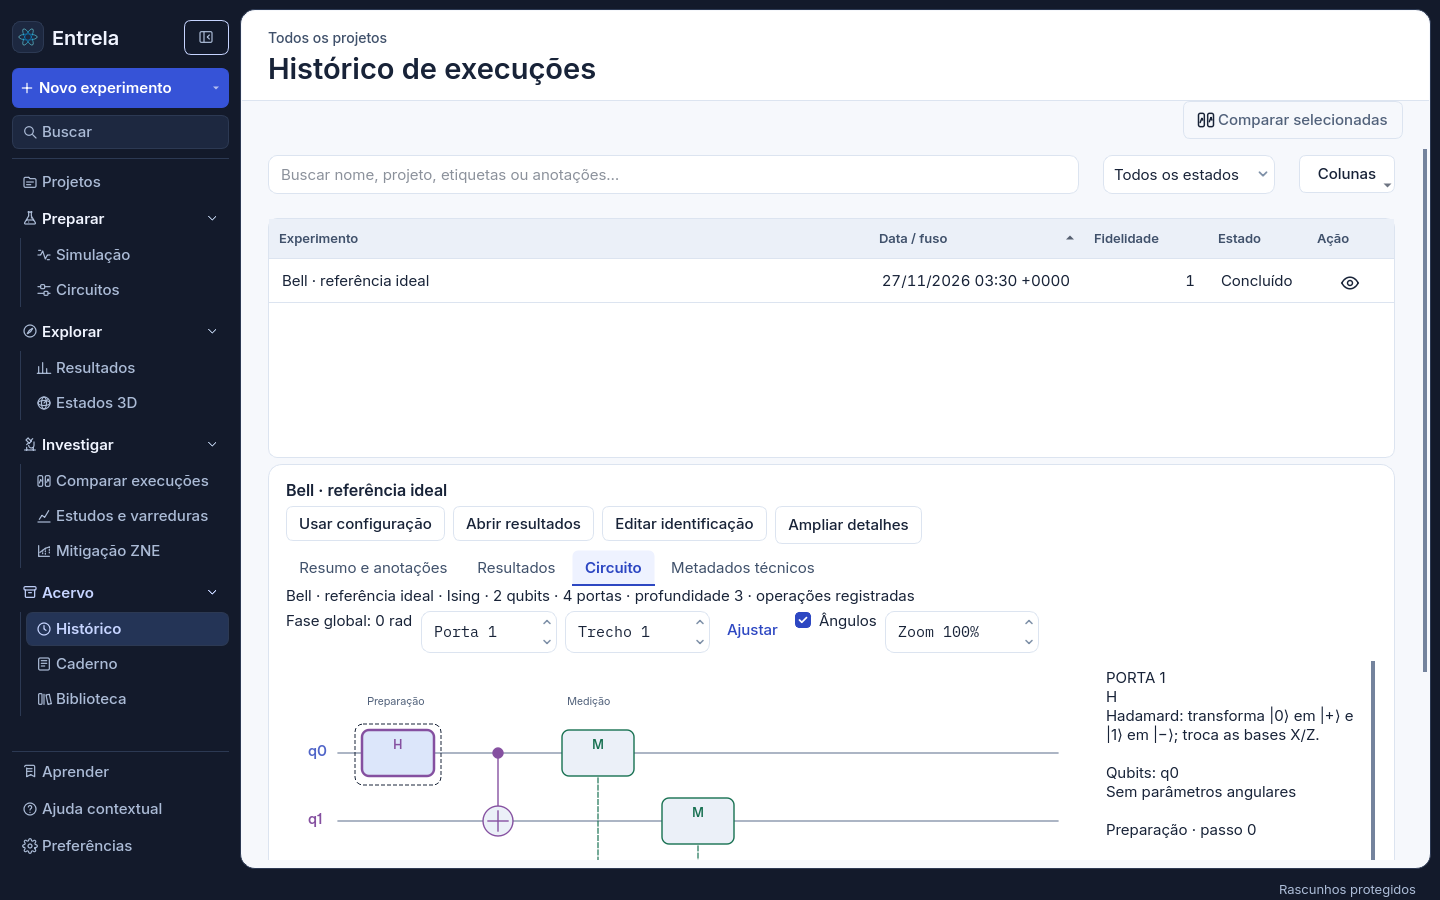 Entrela
Novo experimento
Buscar
Projetos
Preparar
Simulação
Circuitos
Explorar
Resultados
Estados 3D
Investigar
Comparar execuções
Estudos e varreduras
Mitigação ZNE
Acervo
Histórico
Caderno
Biblioteca
Aprender
Ajuda contextual
Preferências
Todos os projetos
Histórico de execuções
Comparar selecionadas
Buscar nome, projeto, etiquetas ou anotações...
Todos os estados
Colunas
Experimento Data / fuso Fidelidade Estado Ação
Bell · referência ideal 27/11/2026 03:30 +0000 1 Concluído
Bell · referência ideal
Usar configuração Abrir resultados Editar identificação Ampliar detalhes
Resumo e anotações Resultados Circuito Metadados técnicos
Bell · referência ideal · Ising · 2 qubits · 4 portas · profundidade 3 · operações registradas
Fase global: 0 rad Porta 1 Trecho 1 Ajustar Ângulos Zoom 100%
Preparação Medição
q0 H M
q1 M
PORTA 1
H
Hadamard: transforma |0⟩ em |+⟩ e
|1⟩ em |−⟩; troca as bases X/Z.
Qubits: q0
Sem parâmetros angulares
Preparação · passo 0
Rascunhos protegidos